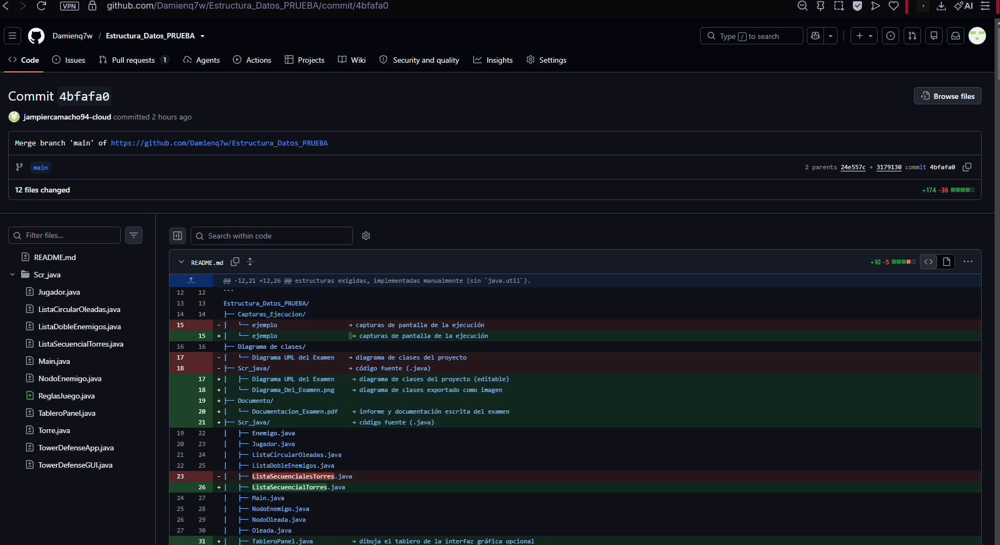 VPN
github.com/Damienq7w/Estructura_Datos_PRUEBA/commit/4bfafa0
AI
Damienq7w / Estructura_Datos_PRUEBA
Type / to search
Code
Issues
Pull requests 1
Agents
Actions
Projects
Wiki
Security and quality
Insights
Settings
Commit 4bfafa0
Browse files
jampiercamacho94-cloud committed 2 hours ago
Merge branch 'main' of https://github.com/Damienq7w/Estructura_Datos_PRUEBA
main
2 parents 24e557c + 3179130 commit 4bfafa0
12 files changed
+174 -36
Filter files...
README.md
Scr_java
Jugador.java
ListaCircularOleadas.java
ListaDobleEnemigos.java
ListaSecuencialTorres.java
Main.java
NodoEnemigo.java
ReglasJuego.java
TableroPanel.java
Torre.java
TowerDefenseApp.java
TowerDefenseGUI.java
Search within code
README.md
+10 -5
@@ -12,21 +12,26 @@ estructuras exigidas, implementadas manualmente (sin `java.util`).
12 12 ```
13 13 Estructura_Datos_PRUEBA/
14 14 ├── Capturas_Ejecucion/
15 - │ └── ejemplo → capturas de pantalla de la ejecución
15 + │ └── ejemplo → capturas de pantalla de la ejecución
16 16 ├── Diagrama de clases/
17 - │ └── Diagrama UML del Examen → diagrama de clases del proyecto
18 - ├── Scr_java/ → código fuente (.java)
17 + │ ├── Diagrama UML del Examen → diagrama de clases del proyecto (editable)
18 + │ └── Diagrama_Del_Examen.png → diagrama de clases exportado como imagen
19 + ├── Documento/
20 + │ └── Documentacion_Examen.pdf → informe y documentación escrita del examen
21 + ├── Scr_java/ → código fuente (.java)
19 22 │ ├── Enemigo.java
20 23 │ ├── Jugador.java
21 24 │ ├── ListaCircularOleadas.java
22 25 │ ├── ListaDobleEnemigos.java
23 - │ ├── ListaSecuencialesTorres.java
26 + │ ├── ListaSecuencialTorres.java
24 27 │ ├── Main.java
25 28 │ ├── NodoEnemigo.java
26 29 │ ├── NodoOleada.java
27 30 │ ├── Oleada.java
31 + │ ├── TableroPanel.java → dibuja el tablero de la interfaz gráfica opcional